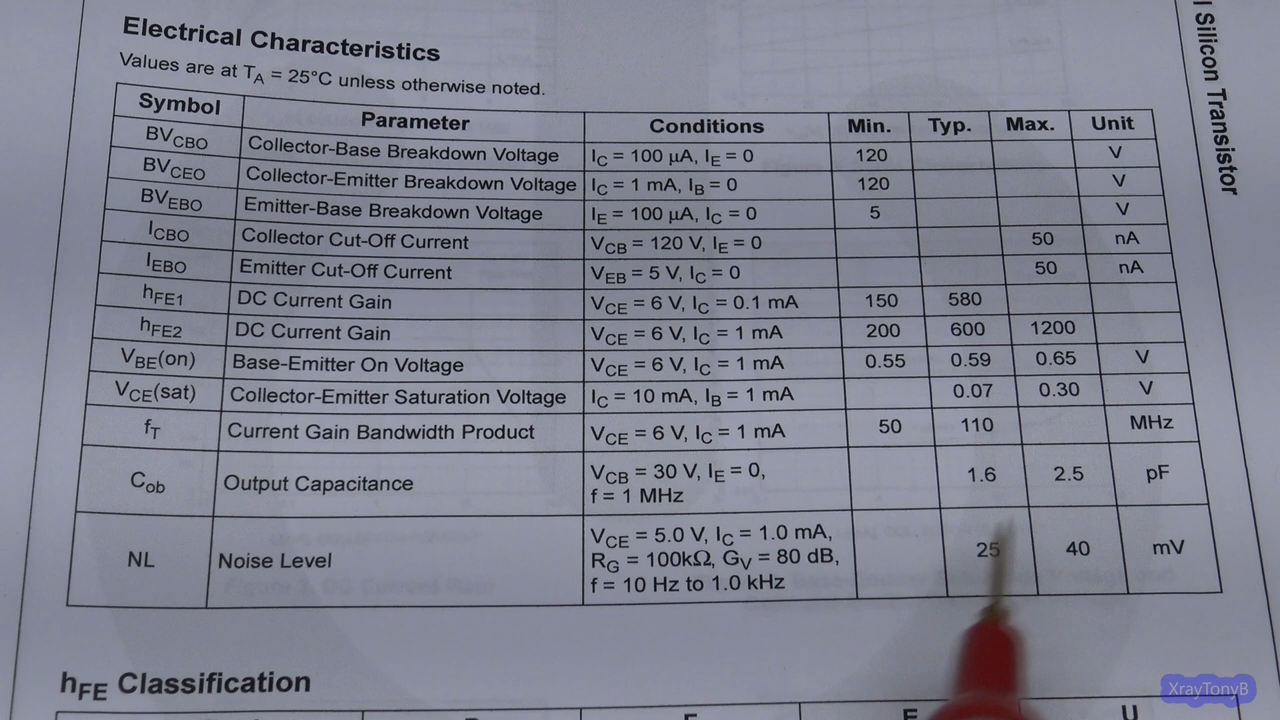 l Silicon Transistor
Electrical Characteristics
Values are at TA = 25°C unless otherwise noted.
Symbol Parameter Conditions Min. Typ. Max. Unit
BVCBO Collector-Base Breakdown Voltage IC = 100 μA, IE = 0 120 V
BVCEO Collector-Emitter Breakdown Voltage IC = 1 mA, IB = 0 120 V
BVEBO Emitter-Base Breakdown Voltage IE = 100 μA, IC = 0 5 V
ICBO Collector Cut-Off Current VCB = 120 V, IE = 0 50 nA
IEBO Emitter Cut-Off Current VEB = 5 V, IC = 0 50 nA
hFE1 DC Current Gain VCE = 6 V, IC = 0.1 mA 150 580
hFE2 DC Current Gain VCE = 6 V, IC = 1 mA 200 600 1200
VBE(on) Base-Emitter On Voltage VCE = 6 V, IC = 1 mA 0.55 0.59 0.65 V
VCE(sat) Collector-Emitter Saturation Voltage IC = 10 mA, IB = 1 mA 0.07 0.30 V
fT Current Gain Bandwidth Product VCE = 6 V, IC = 1 mA 50 110 MHz
Cob Output Capacitance VCB = 30 V, IE = 0, 1.6 2.5 pF
f = 1 MHz
VCE = 5.0 V, IC = 1.0 mA,
NL Noise Level RG = 100kΩ, GV = 80 dB, 25 40 mV
f = 10 Hz to 1.0 kHz
hFE Classification
XrayTonyB